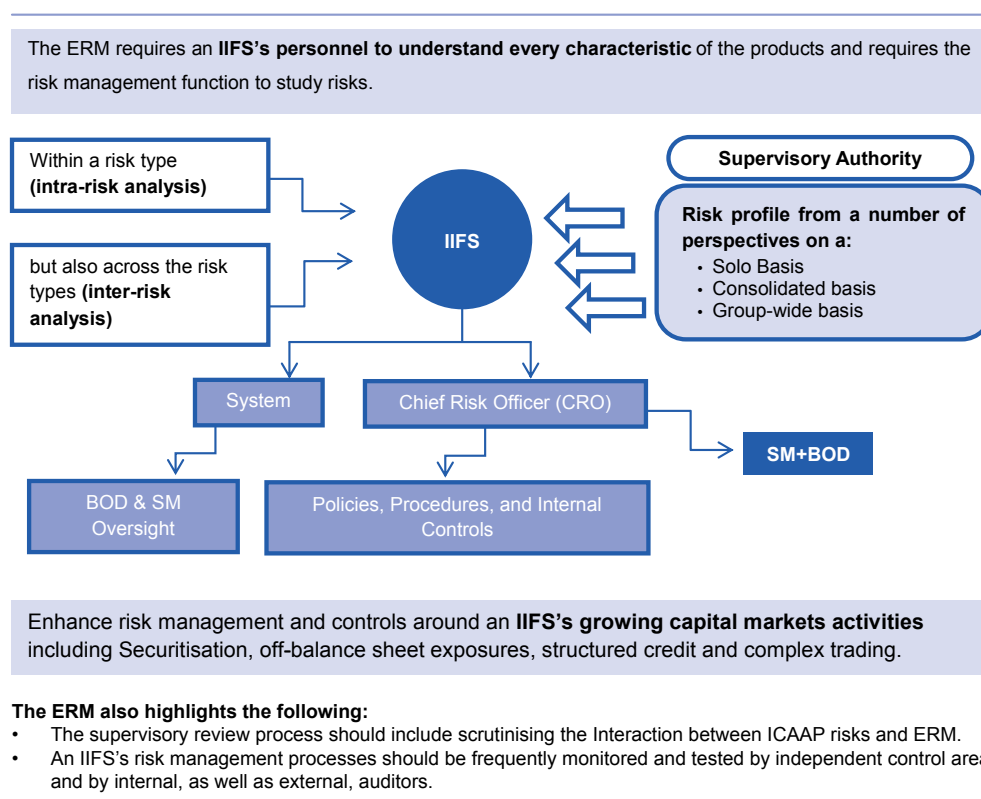 The ERM requires an IIFS's personnel to understand every characteristic of the products and requires the
risk management function to study risks.
Within a risk type
(intra-risk analysis)
but also across the risk
types (inter-risk
analysis)
IIFS
Supervisory Authority
Risk profile from a number of
perspectives on a:
• Solo Basis
• Consolidated basis
• Group-wide basis
System
Chief Risk Officer (CRO)
SM+BOD
BOD & SM
Oversight
Policies, Procedures, and Internal
Controls
Enhance risk management and controls around an IIFS's growing capital markets activities
including Securitisation, off-balance sheet exposures, structured credit and complex trading.
The ERM also highlights the following:
• The supervisory review process should include scrutinising the Interaction between ICAAP risks and ERM.
• An IIFS's risk management processes should be frequently monitored and tested by independent control
and by internal, as well as external, auditors.